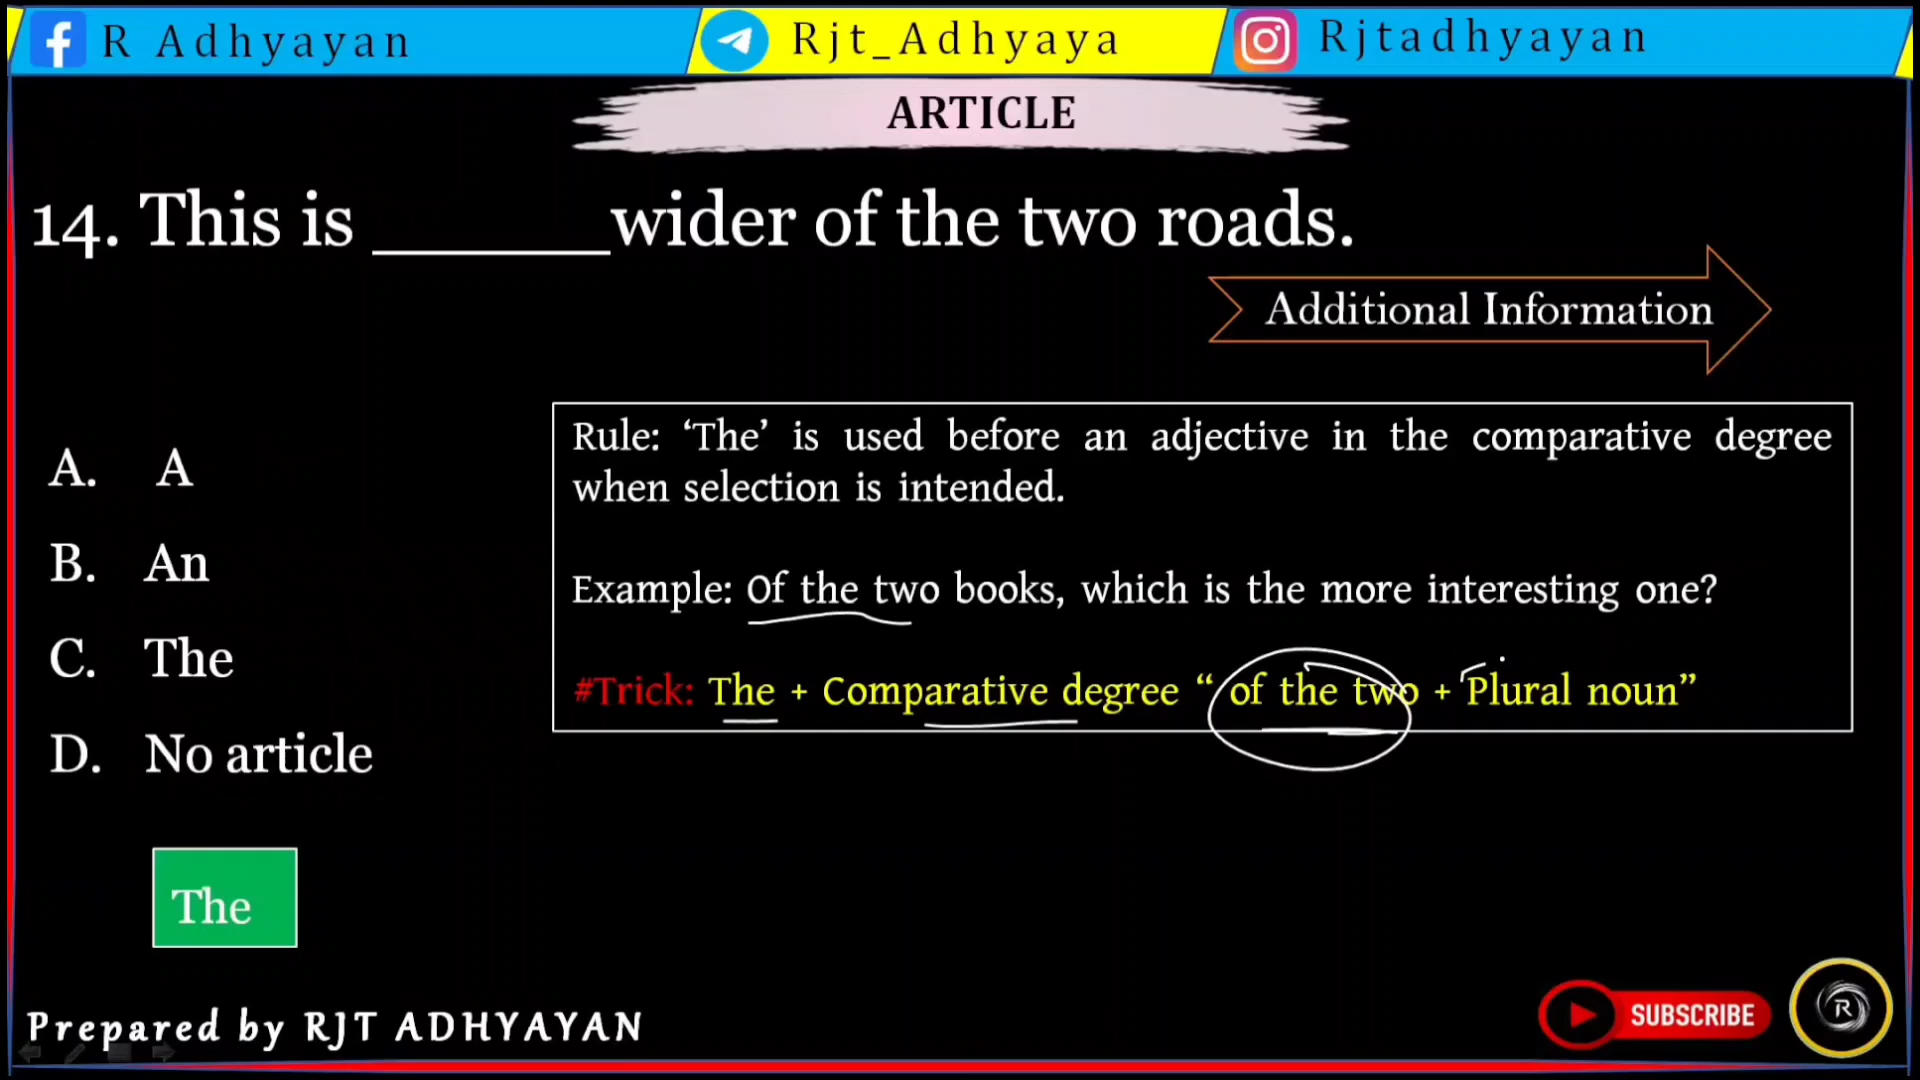 R Adhyayan
Rjt_Adhyaya
Rjtadhyayan
ARTICLE
14. This is ______wider of the two roads.
Additional Information
A. A
B. An
C. The
D. No article
Rule: ‘The’ is used before an adjective in the comparative degree
when selection is intended.
Example: Of the two books, which is the more interesting one?
#Trick: The + Comparative degree “ of the two + Plural noun”
The
Prepared by RJT ADHYAYAN
SUBSCRIBE
R